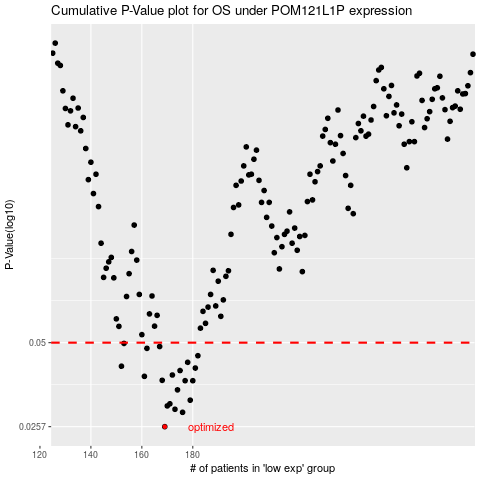 Cumulative P-Value plot for OS under POM121L1P expression
P-Value(log10)
0.05
0.0257
optimized
120 140 160 180
# of patients in 'low exp' group